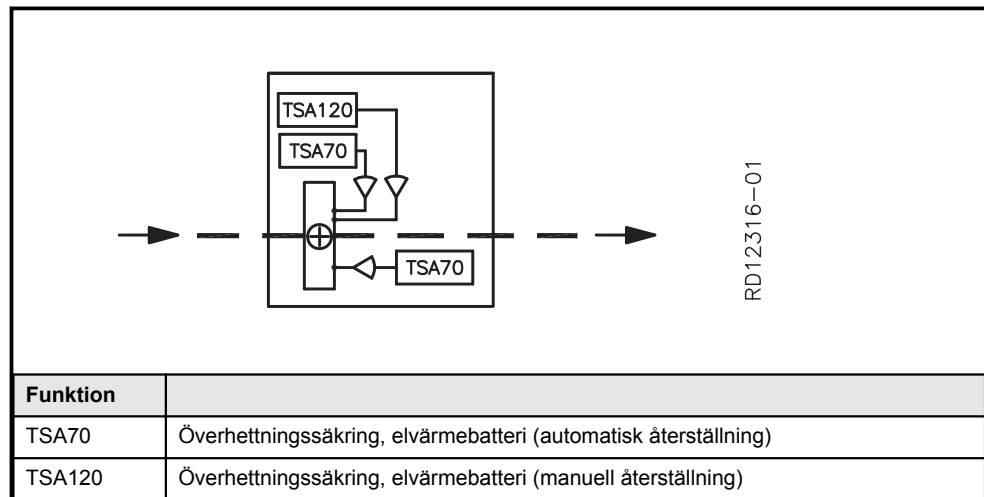 TSA120
TSA70
TSA70
RD12316-01
Funktion
TSA70 Överhettningssäkring, elvärmebatteri (automatisk återställning)
TSA120 Överhettningssäkring, elvärmebatteri (manuell återställning)